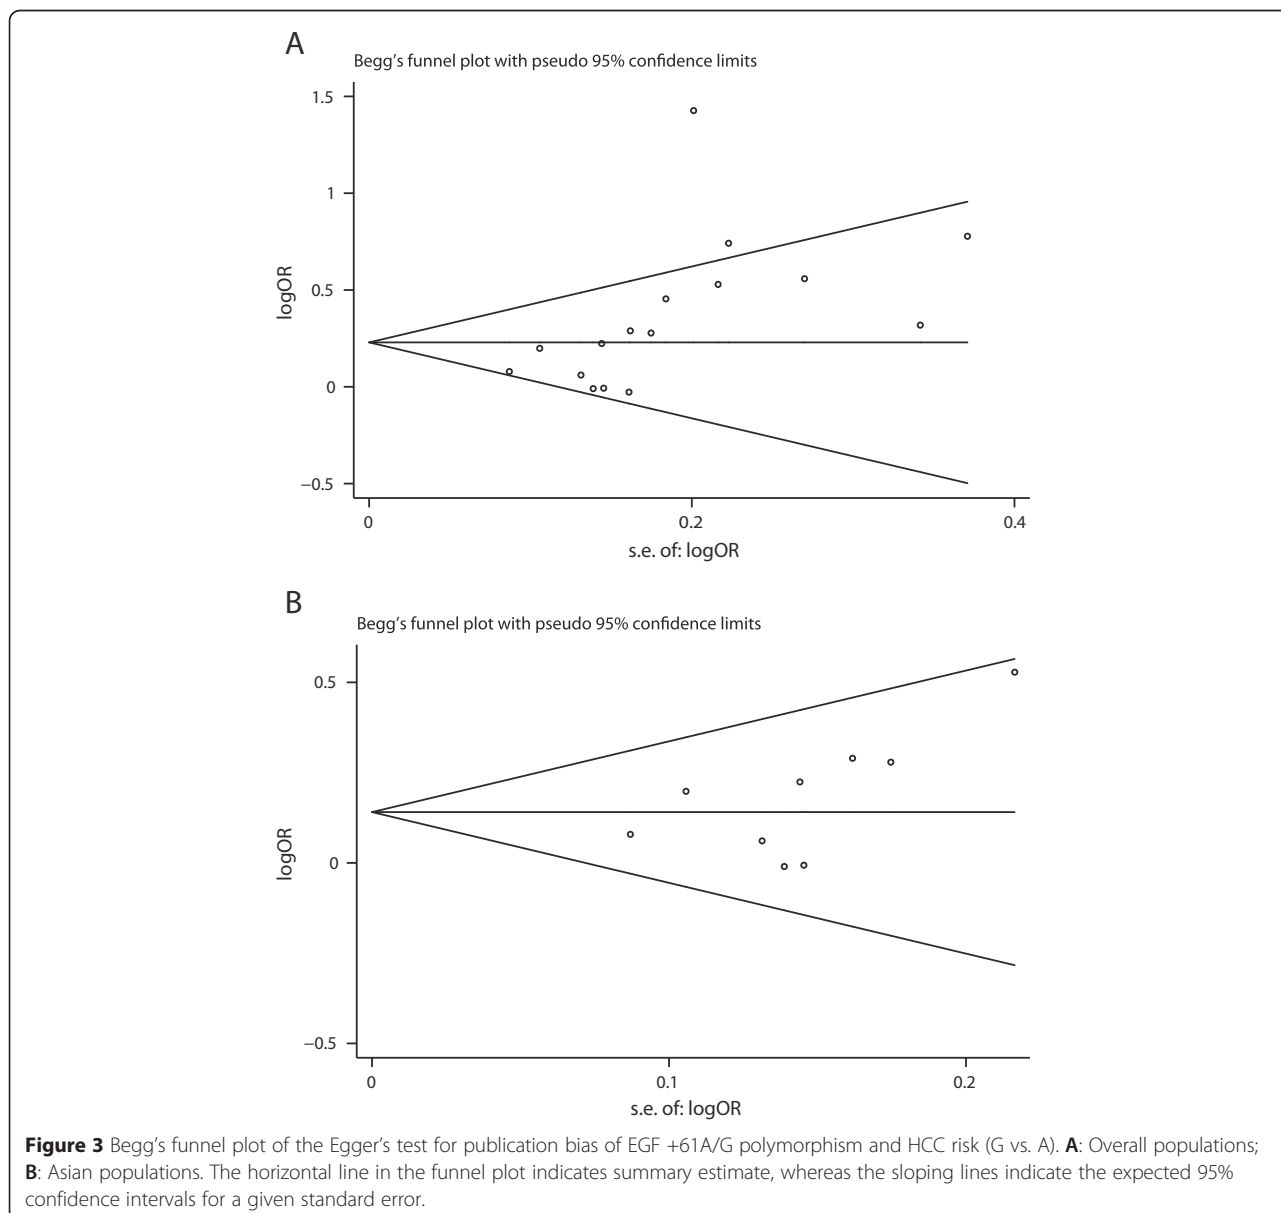 A
Begg's funnel plot with pseudo 95% confidence limits
1.5
1
0.5
0
−0.5
logOR
0
0.2
0.4
s.e. of: logOR
B
Begg's funnel plot with pseudo 95% confidence limits
0.5
0
−0.5
logOR
0
0.1
0.2
s.e. of: logOR
Figure 3 Begg's funnel plot of the Egger's test for publication bias of EGF +61A/G polymorphism and HCC risk (G vs. A). A: Overall populations;
B: Asian populations. The horizontal line in the funnel plot indicates summary estimate, whereas the sloping lines indicate the expected 95%
confidence intervals for a given standard error.